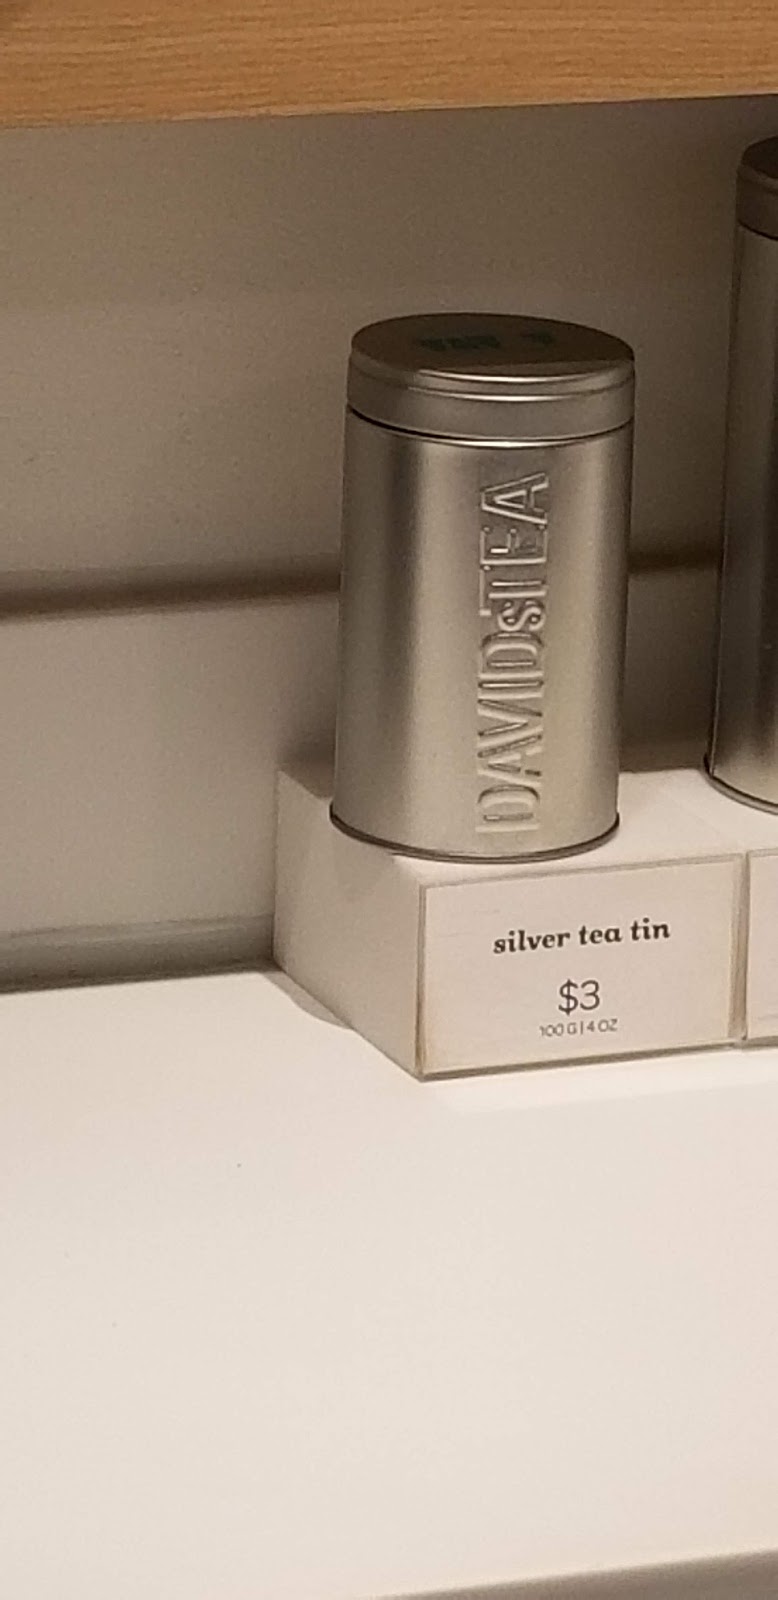 DAVIDsTEA
silver tea tin
$3
100 G | 4 OZ